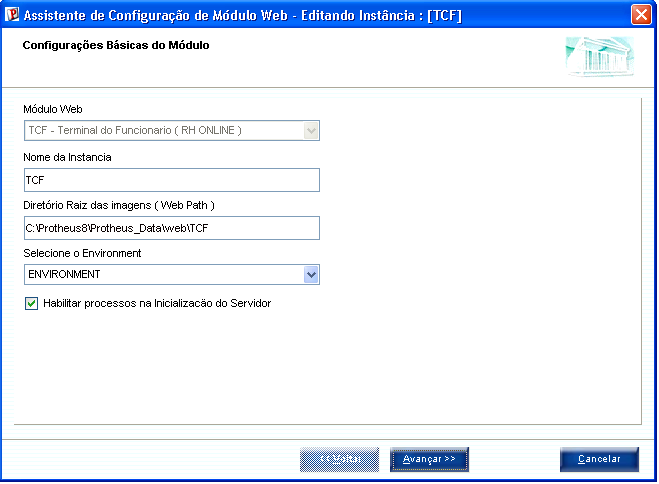 Assistente de Configuração de Módulo Web - Editando Instância : [TCF]
Configurações Básicas do Módulo
Módulo Web
TCF - Terminal do Funcionario ( RH ONLINE )
Nome da Instancia
TCF
Diretório Raiz das imagens ( Web Path )
C:\Protheus8\Protheus_Data\web\TCF
Selecione o Environment
ENVIRONMENT
Habilitar processos na Inicializacão do Servidor
<< Voltar Avançar >> Cancelar